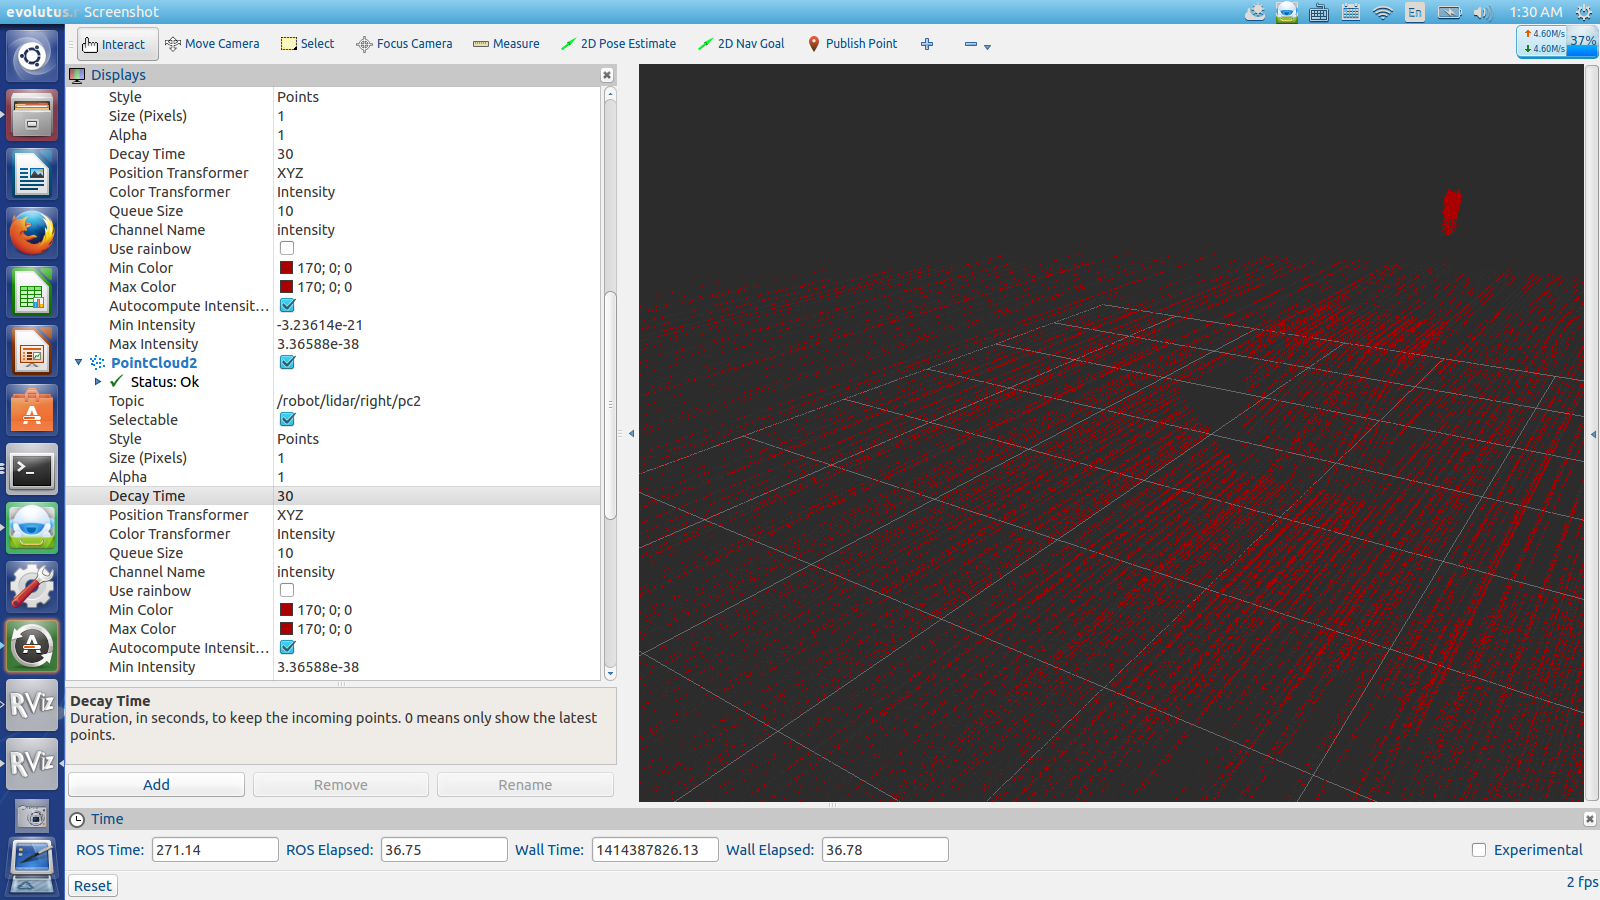 evolutus.r Screenshot
En
1:30 AM
Interact
Move Camera
Select
Focus Camera
Measure
2D Pose Estimate
2D Nav Goal
Publish Point
4.60M/s
4.60M/s
37%
Displays
Style Points
Size (Pixels) 1
Alpha 1
Decay Time 30
Position Transformer XYZ
Color Transformer Intensity
Queue Size 10
Channel Name intensity
Use rainbow
Min Color 170; 0; 0
Max Color 170; 0; 0
Autocompute Intensit...
Min Intensity -3.23614e-21
Max Intensity 3.36588e-38
PointCloud2
Status: Ok
Topic /robot/lidar/right/pc2
Selectable
Style Points
Size (Pixels) 1
Alpha 1
Decay Time 30
Position Transformer XYZ
Color Transformer Intensity
Queue Size 10
Channel Name intensity
Use rainbow
Min Color 170; 0; 0
Max Color 170; 0; 0
Autocompute Intensit...
Min Intensity 3.36588e-38
Decay Time
Duration, in seconds, to keep the incoming points. 0 means only show the latest
points.
Add
Remove
Rename
RViz
RViz
Time
ROS Time: 271.14
ROS Elapsed: 36.75
Wall Time: 1414387826.13
Wall Elapsed: 36.78
Experimental
Reset
2 fps